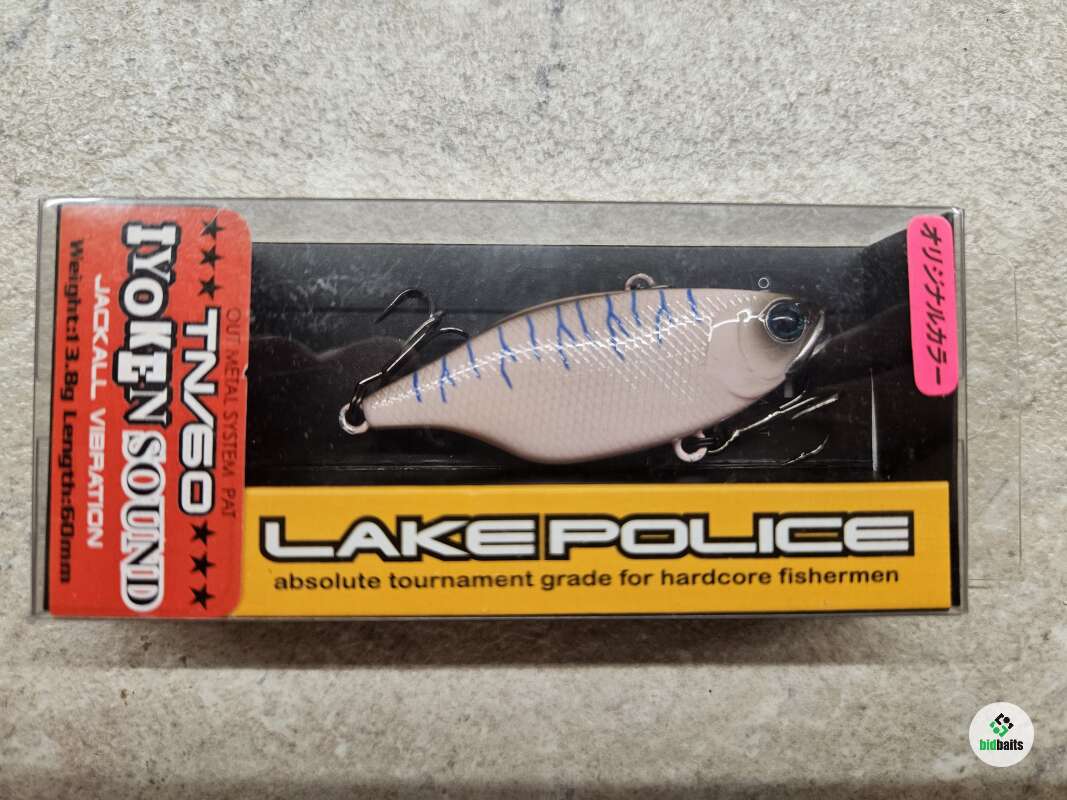 OUT METAL SYSTEM PAT
TN/60
IYOKEN SOUND
JACKALL VIBRATION
Weight:13.8g Length:60mm
オリジナルカラー
LAKE POLICE
absolute tournament grade for hardcore fishermen
bidbaits